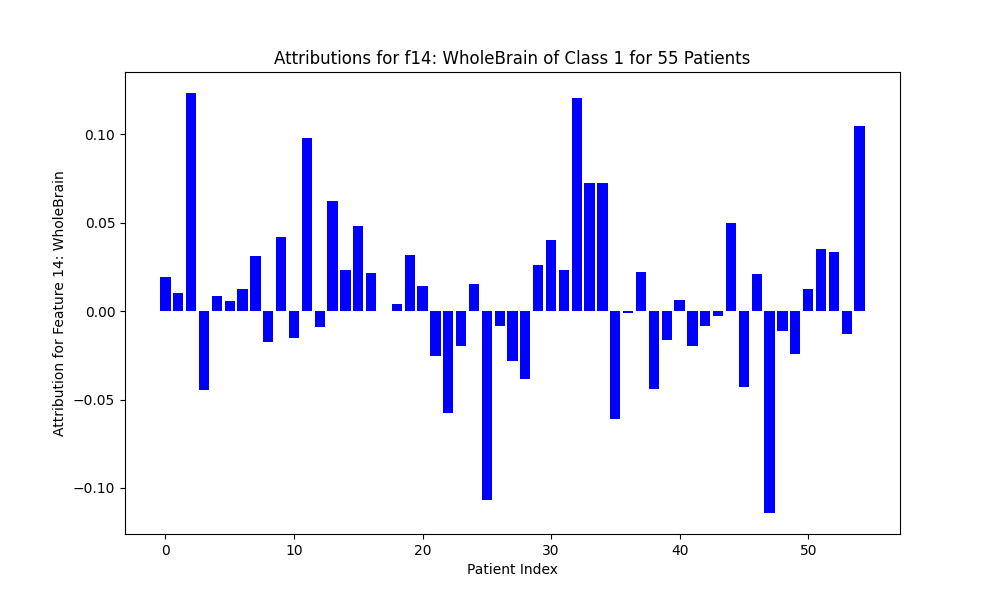 Attributions for f14: WholeBrain of Class 1 for 55 Patients
Attribution for Feature 14: WholeBrain
0.10
0.05
0.00
−0.05
−0.10
0 10 20 30 40 50
Patient Index